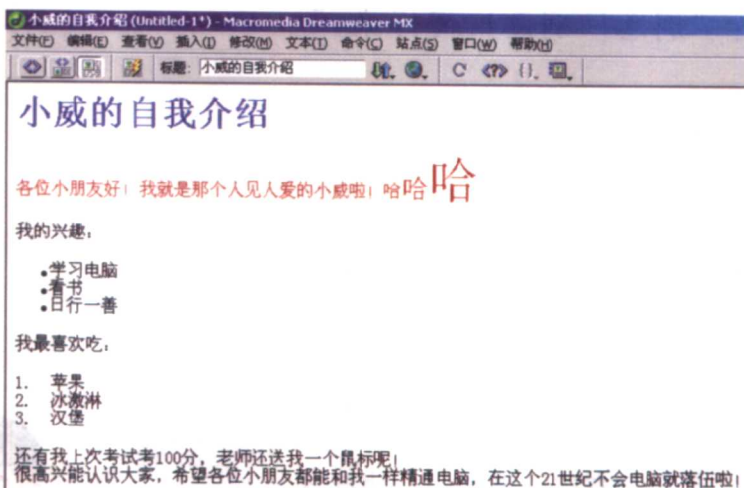 小威的自我介绍 (Untitled-1*) - Macromedia Dreamweaver MX
文件(F) 编辑(E) 查看(V) 插入(I) 修改(M) 文本(T) 命令(C) 站点(S) 窗口(W) 帮助(H)
标题: 小威的自我介绍
小威的自我介绍
各位小朋友好！我就是那个人见人爱的小威啦！哈哈哈
我的兴趣：
•学习电脑
•看书
•日行一善
我最喜欢吃：
1. 苹果
2. 冰激淋
3. 汉堡
还有我上次考试考100分，老师还送我一个鼠标呢！
很高兴能认识大家，希望各位小朋友都能和我一样精通电脑，在这个21世纪不会电脑就落伍啦！